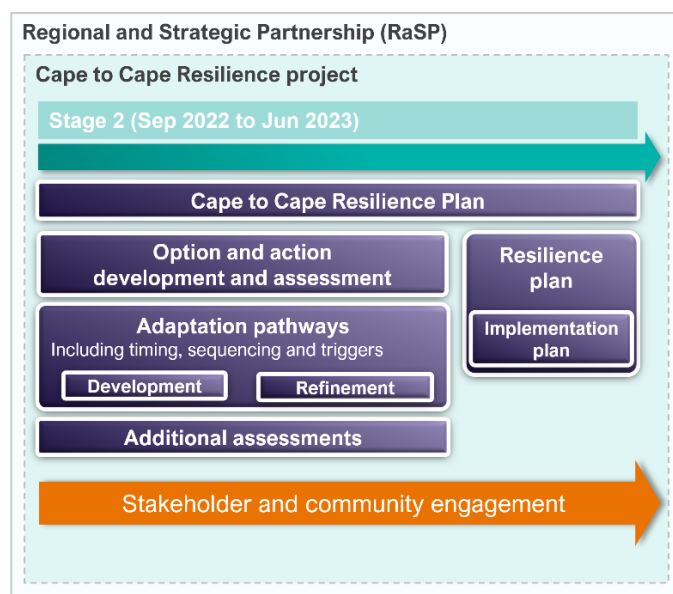 Regional and Strategic Partnership (RaSP)
Cape to Cape Resilience project
Stage 2 (Sep 2022 to Jun 2023)
Cape to Cape Resilience Plan
Option and action
development and assessment
Adaptation pathways
Including timing, sequencing and triggers
Development
Refinement
Additional assessments
Resilience
plan
Implementation
plan
Stakeholder and community engagement